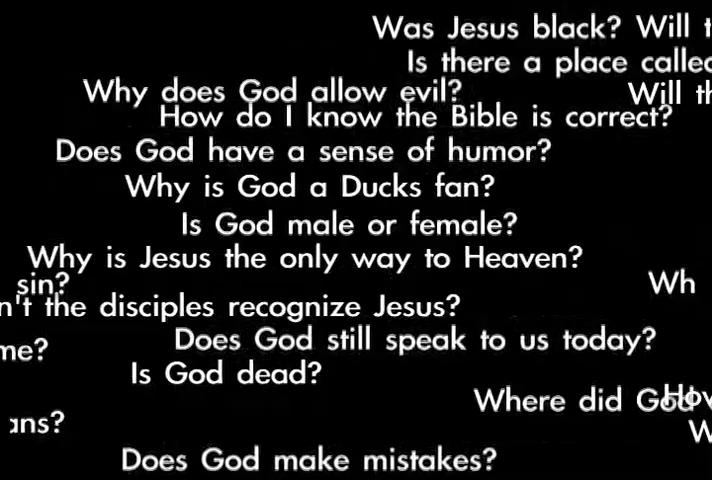 Was Jesus black? Will
Is there a place called
Why does God allow evil?
Will
How do I know the Bible is correct?
Does God have a sense of humor?
Why is God a Ducks fan?
Is God male or female?
Why is Jesus the only way to Heaven?
sin?
Wh
n't the disciples recognize Jesus?
Does God still speak to us today?
me?
Is God dead?
Where did God
How
ans?
W
Does God make mistakes?